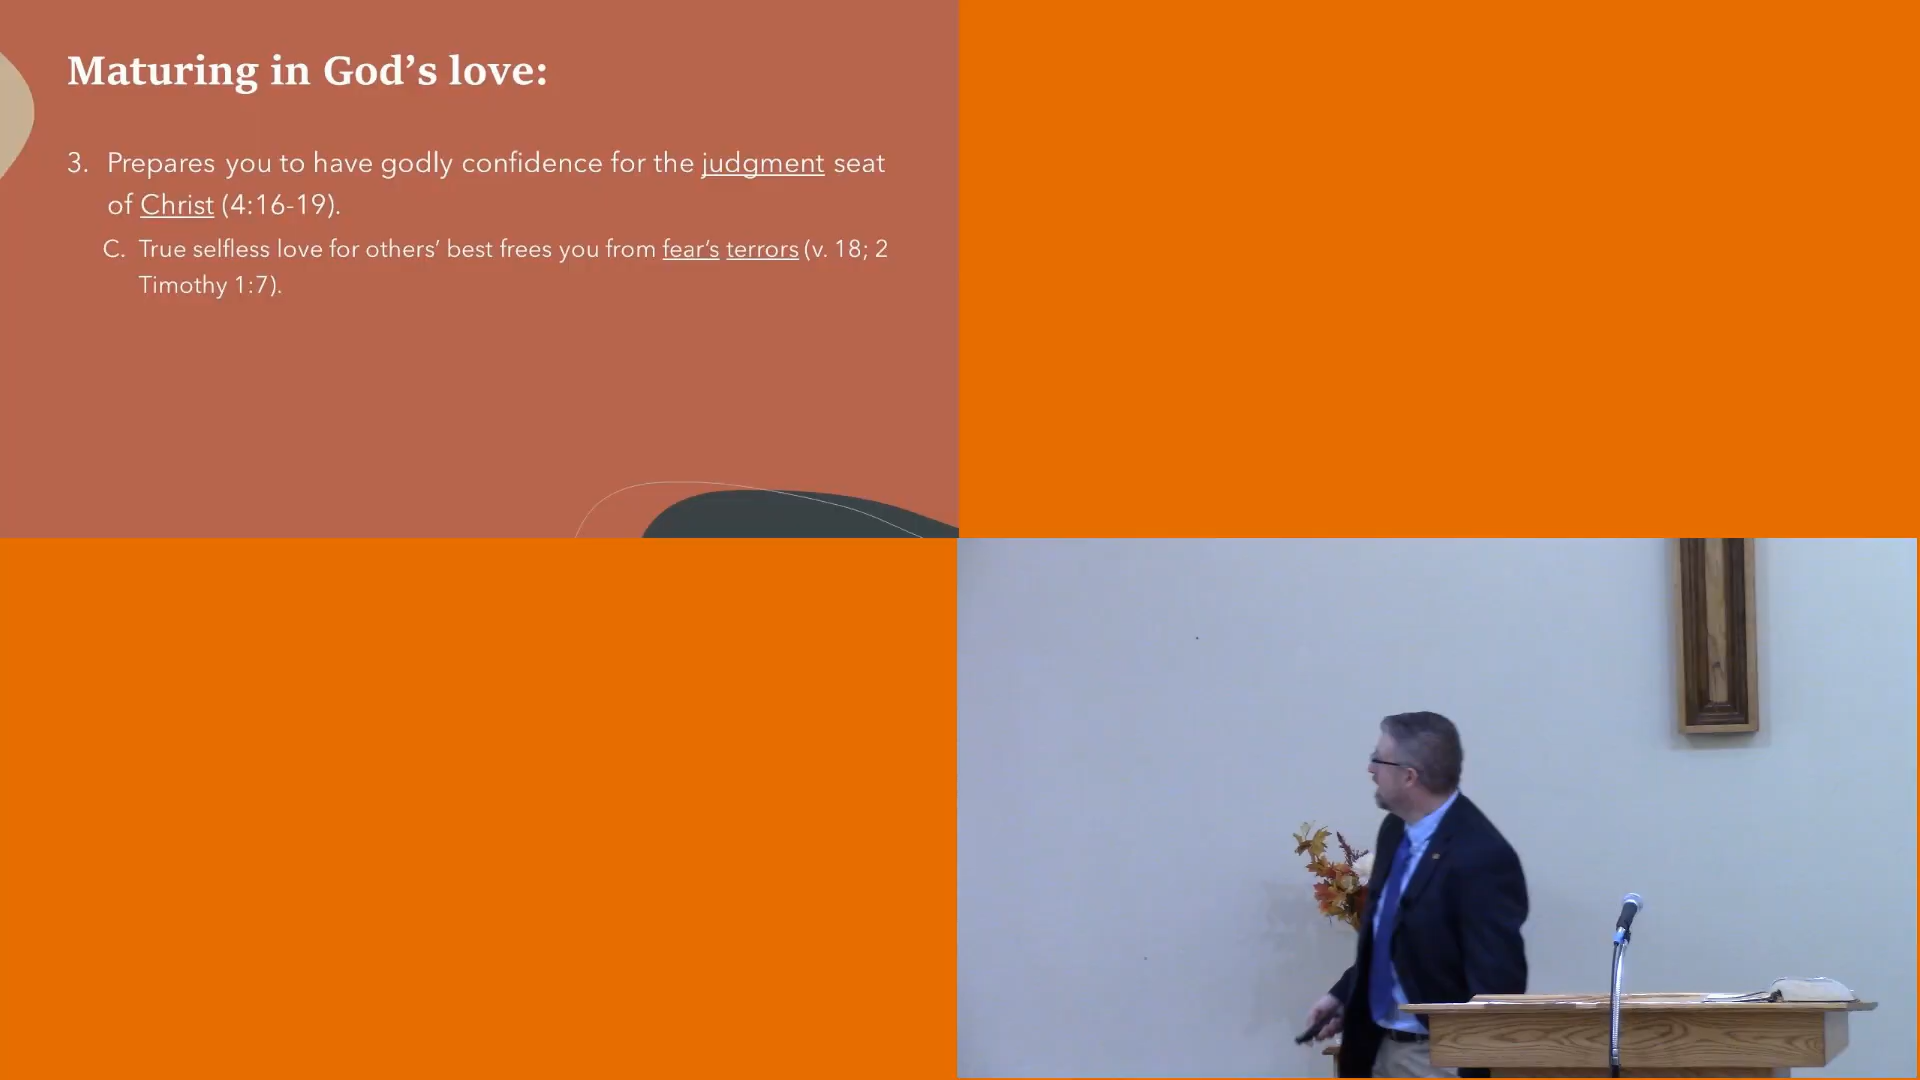 Maturing in God’s love:
3. Prepares you to have godly confidence for the judgment seat
of Christ (4:16-19).
C. True selfless love for others’ best frees you from fear’s terrors (v. 18; 2
Timothy 1:7).